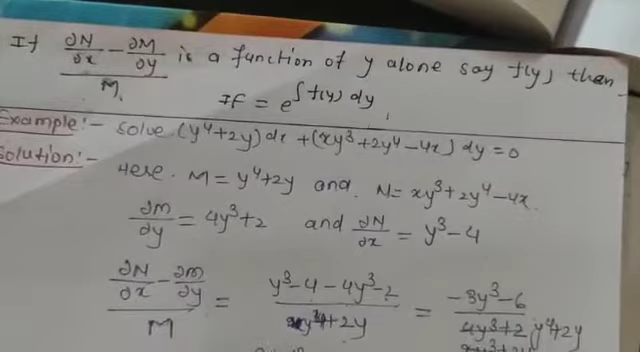 If ∂N/∂x - ∂M/∂y / M is a function of y alone say f(y) then
IF = e^∫f(y) dy
Example:- solve (y⁴+2y)dx + (xy³+2y⁴-4x) dy = 0
Solution:- Here. M = y⁴+2y and. N = xy³+2y⁴-4x.
∂M/∂y = 4y³+2 and ∂N/∂x = y³-4
∂N/∂x - ∂M/∂y / M = y³-4-4y³-2 / y⁴+2y = -3y³-6 / y⁴+2y